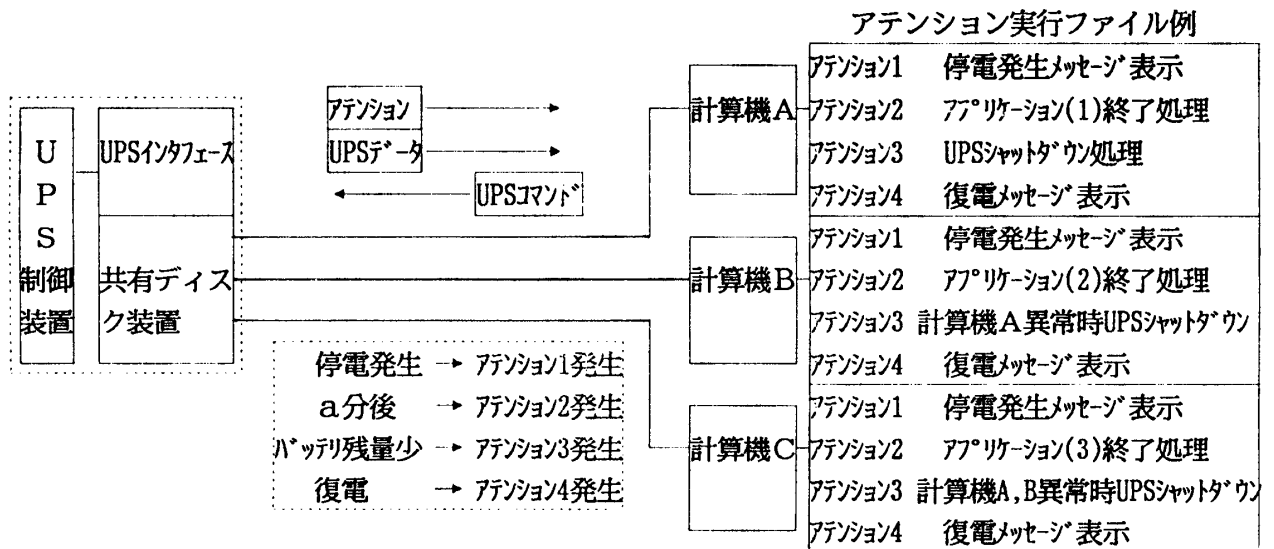 アテンション実行ファイル例
UPS制御装置
UPSインタフェース
共有ディスク装置
アテンション
UPSデータ
UPSコマンド
停電発生 → アテンション1発生
a分後 → アテンション2発生
バッテリ残量少 → アテンション3発生
復電 → アテンション4発生
計算機A
アテンション1 停電発生メッセージ表示
アテンション2 アプリケーション(1)終了処理
アテンション3 UPSシャットダウン処理
アテンション4 復電メッセージ表示
計算機B
アテンション1 停電発生メッセージ表示
アテンション2 アプリケーション(2)終了処理
アテンション3 計算機A異常時UPSシャットダウン
アテンション4 復電メッセージ表示
計算機C
アテンション1 停電発生メッセージ表示
アテンション2 アプリケーション(3)終了処理
アテンション3 計算機A,B異常時UPSシャットダウン
アテンション4 復電メッセージ表示